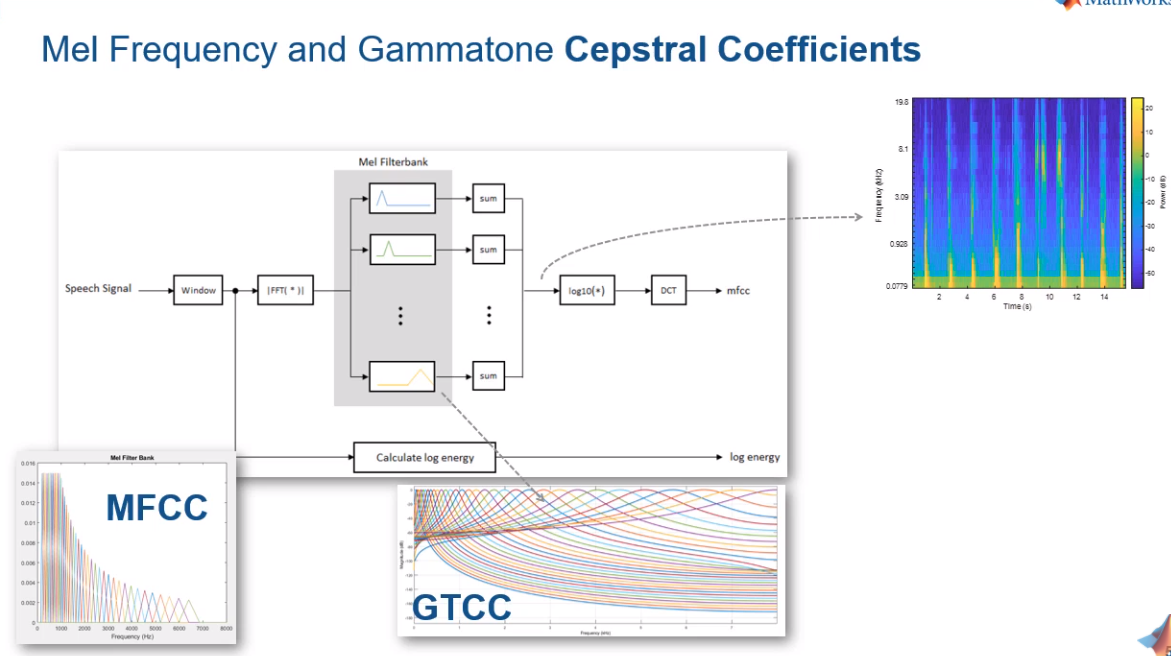 MathWorks
Mel Frequency and Gammatone Cepstral Coefficients
Mel Filterbank
sum
sum
Speech Signal
Window
|FFT( * )|
log10(*)
DCT
mfcc
sum
Calculate log energy
log energy
19.8
8.1
3.09
0.928
0.0779
Frequency (kHz)
2 4 6 8 10 12 14
Time (s)
20
10
0
-10
-20
-30
-40
Power (dB)
Mel Filter Bank
MFCC
0.016
0.014
0.012
0.01
0.008
0.006
0.004
0.002
0
0 1000 2000 3000 4000 5000 6000 7000 8000
Frequency (Hz)
GTCC
Magnitude (dB)
Frequency (kHz)